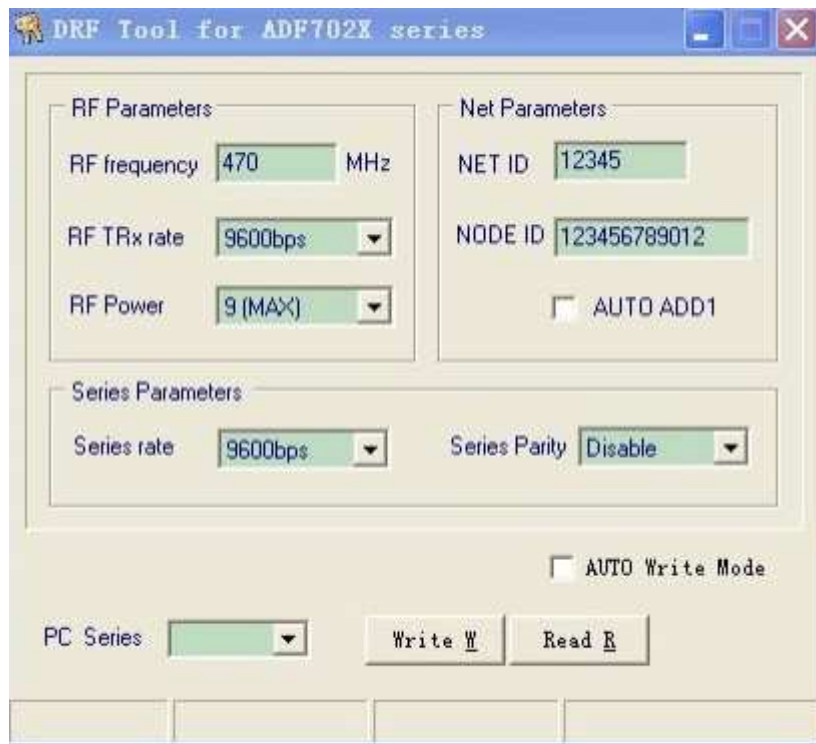 DRF Tool for ADF702X series
RF Parameters
RF frequency 470 MHz
RF TRx rate 9600bps
RF Power 9 (MAX)
Net Parameters
NET ID 12345
NODE ID 123456789012
AUTO ADD1
Series Parameters
Series rate 9600bps Series Parity Disable
AUTO Write Mode
PC Series Write W Read R